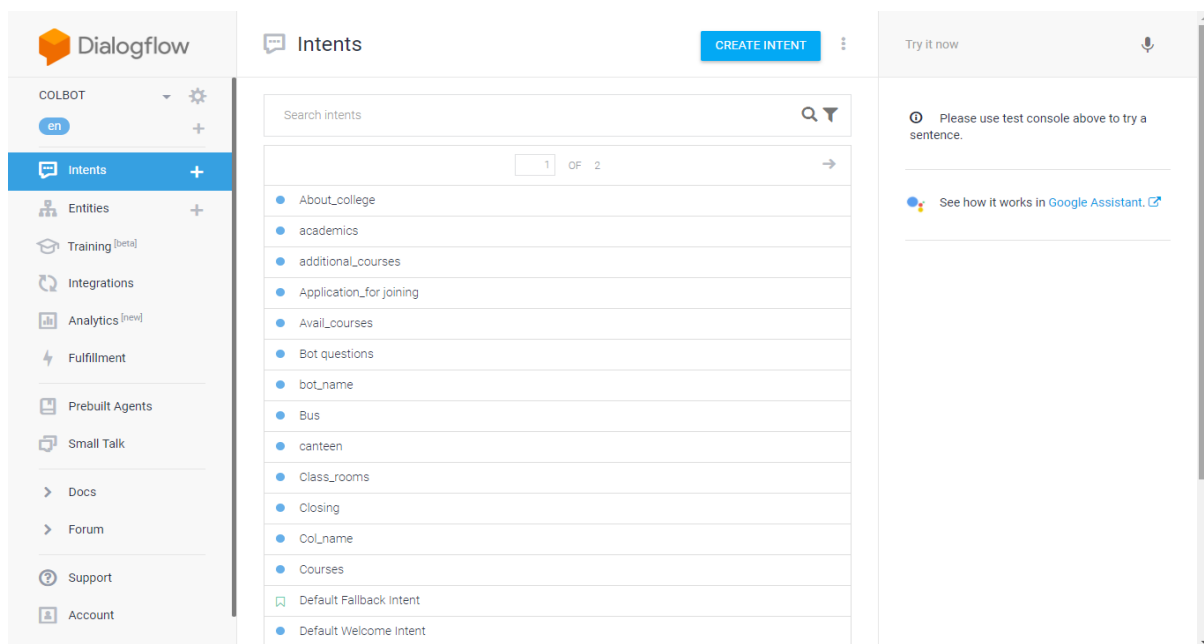 Dialogflow
COLBOT
en
Intents
Entities
Training [beta]
Integrations
Analytics [new]
Fulfillment
Prebuilt Agents
Small Talk
Docs
Forum
Support
Account
Intents
CREATE INTENT
Search intents
1 OF 2
About_college
academics
additional_courses
Application_for joining
Avail_courses
Bot questions
bot_name
Bus
canteen
Class_rooms
Closing
Col_name
Courses
Default Fallback Intent
Default Welcome Intent
Try it now
Please use test console above to try a
sentence.
See how it works in Google Assistant.